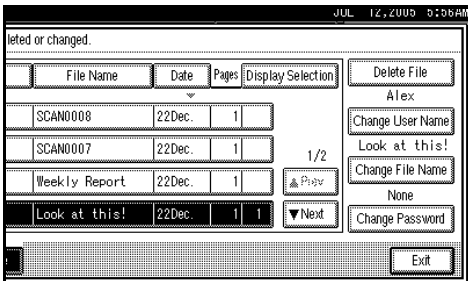 JUL 12,2005 5:56AM
leted or changed.
File Name Date Pages Display Selection Delete File
Alex
SCAN0008 22Dec. 1 Change User Name
SCAN0007 22Dec. 1 Look at this!
1/2 Change File Name
Weekly Report 22Dec. 1 ▲Prev. None
Look at this! 22Dec. 1 1 ▼Next Change Password
Exit